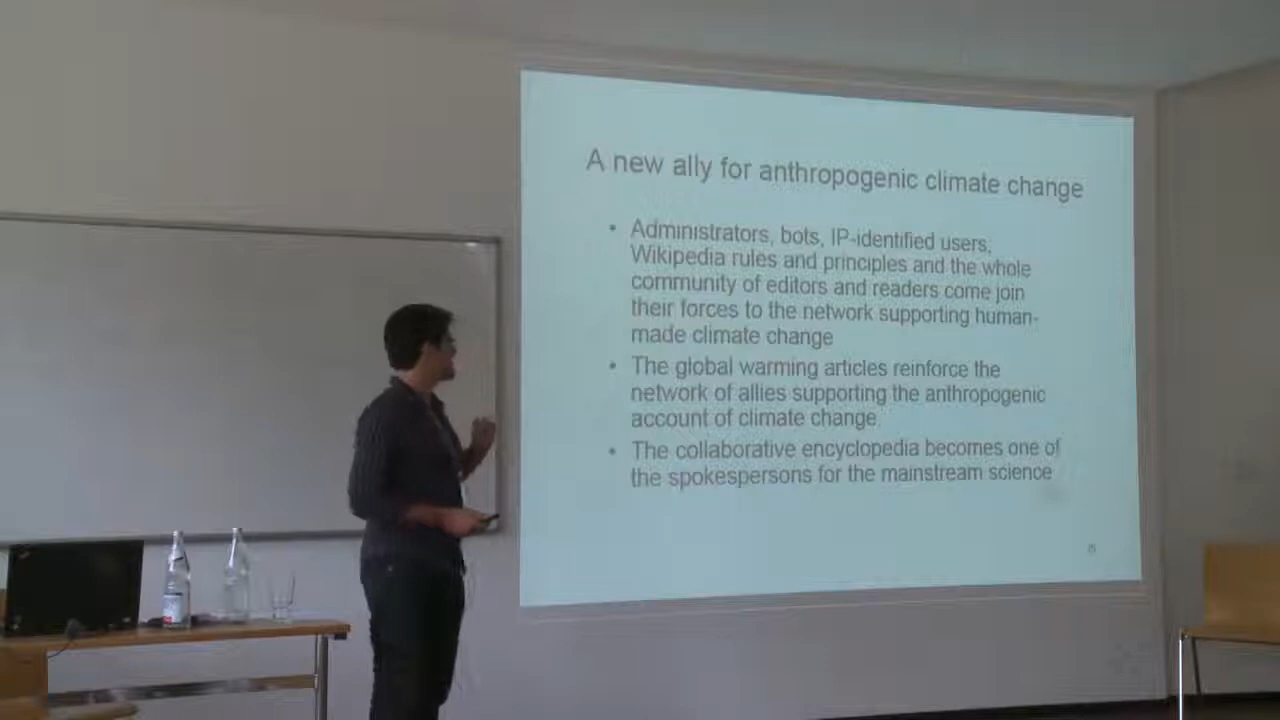 A new ally for anthropogenic climate change
• Administrators, bots, IP-identified users,
Wikipedia rules and principles and the whole
community of editors and readers come join
their forces to the network supporting human-
made climate change
• The global warming articles reinforce the
network of allies supporting the anthropogenic
account of climate change
• The collaborative encyclopedia becomes one of
the spokespersons for the mainstream science